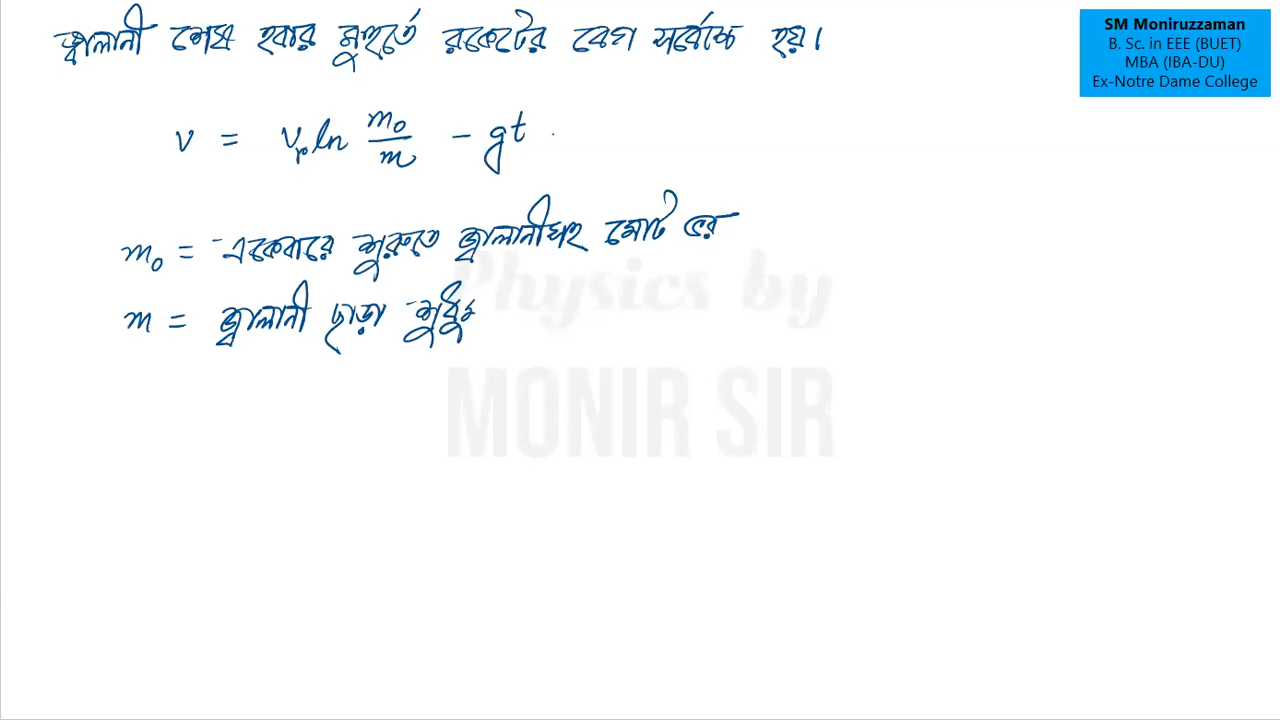 জ্বালানী শেষ হবার মুহূর্তে রকেটের বেগ সর্বোচ্চ হয়।
SM Moniruzzaman
B. Sc. in EEE (BUET)
MBA (IBA-DU)
Ex-Notre Dame College
v = v_r ln m₀/m - gt
m₀ = একেবারে শুরুতে জ্বালানীসহ মোট ভর
m = জ্বালানী ছাড়া শুধু
Physics by
MONIR SIR